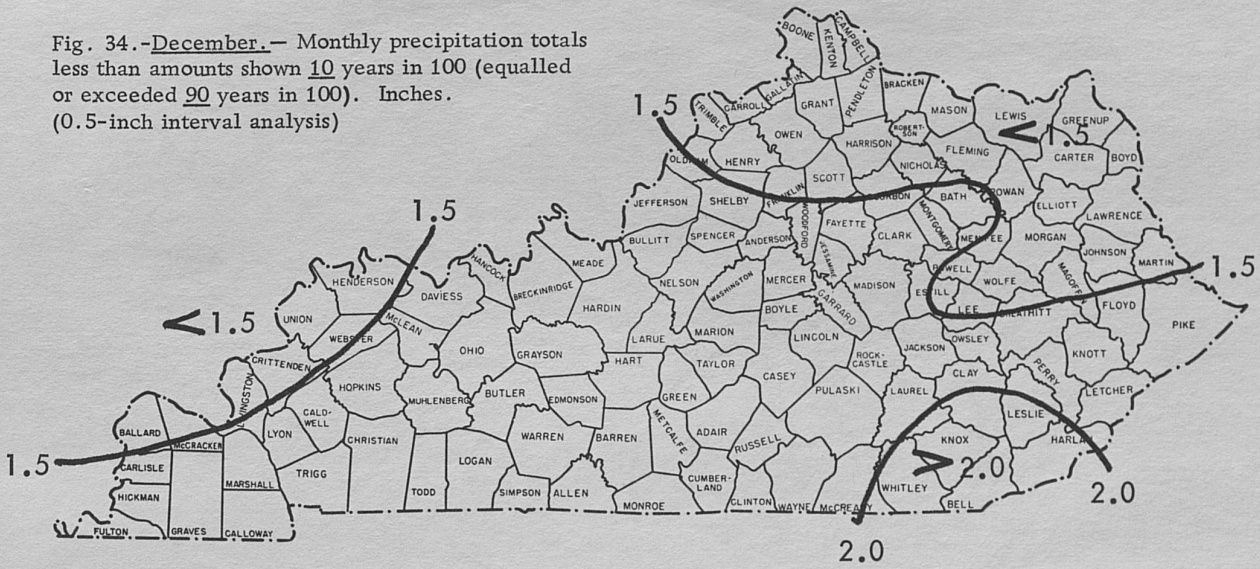 Fig. 34.-December.— Monthly precipitation totals
less than amounts shown 10 years in 100 (equalled
or exceeded 90 years in 100). Inches.
(0.5-inch interval analysis)
BOONE
KENTON
CAMPBELL
GALLATIN
CARROLL
TRIMBLE
GRANT
PENDLETON
BRACKEN
MASON
LEWIS
GREENUP
1.5
<1.5
OWEN
ROBERT-
SON
HARRISON
FLEMING
CARTER
BOYD
OLDHAM
HENRY
NICHOLAS
SCOTT
FRANKLIN
BOURBON
BATH
ROWAN
ELLIOTT
LAWRENCE
JEFFERSON
SHELBY
WOODFORD
FAYETTE
MONTGOMERY
1.5
BULLITT
SPENCER
ANDERSON
JESSAMINE
CLARK
MENIFEE
MORGAN
JOHNSON
MARTIN
1.5
HANCOCK
MEADE
NELSON
WASHINGTON
MERCER
MADISON
POWELL
WOLFE
MAGOFFIN
HENDERSON
DAVIESS
BRECKINRIDGE
HARDIN
BOYLE
GARRARD
ESTILL
LEE
BREATHITT
FLOYD
PIKE
<1.5
UNION
WEBSTER
McLEAN
OHIO
GRAYSON
LARUE
MARION
LINCOLN
ROCK-
CASTLE
JACKSON
OWSLEY
PERRY
KNOTT
CRITTENDEN
HOPKINS
HART
TAYLOR
CASEY
PULASKI
LAUREL
CLAY
LETCHER
LIVINGSTON
MUHLENBERG
BUTLER
EDMONSON
GREEN
LESLIE
BALLARD
McCRACKEN
LYON
CALD-
WELL
CHRISTIAN
WARREN
BARREN
METCALFE
ADAIR
RUSSELL
KNOX
HARLAN
1.5
CARLISLE
TRIGG
LOGAN
>2.0
MARSHALL
CUMBER-
LAND
WHITLEY
2.0
HICKMAN
TODD
SIMPSON
ALLEN
MONROE
CLINTON
WAYNE
McCREARY
BELL
FULTON
GRAVES
CALLOWAY
2.0